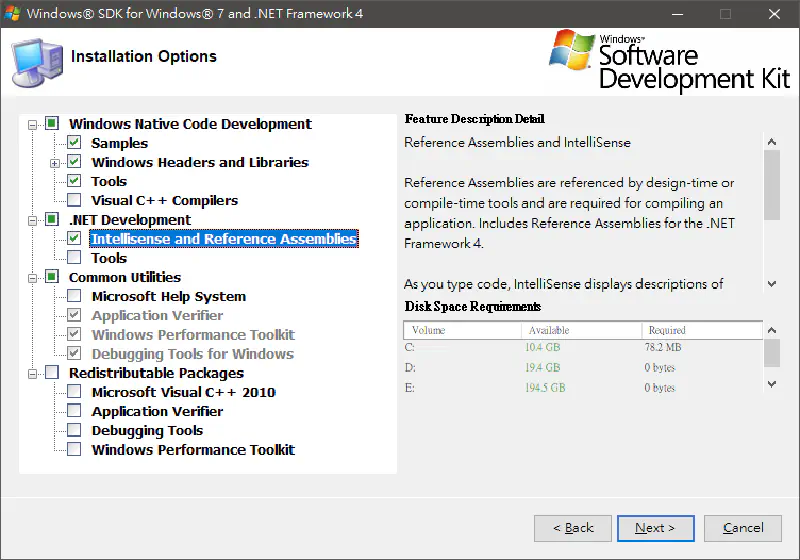 Windows® SDK for Windows® 7 and .NET Framework 4
Installation Options
Windows™
Software
Development Kit
Windows Native Code Development
Samples
Windows Headers and Libraries
Tools
Visual C++ Compilers
.NET Development
Intellisense and Reference Assemblies
Tools
Common Utilities
Microsoft Help System
Application Verifier
Windows Performance Toolkit
Debugging Tools for Windows
Redistributable Packages
Microsoft Visual C++ 2010
Application Verifier
Debugging Tools
Windows Performance Toolkit
Feature Description Detail
Reference Assemblies and IntelliSense
Reference Assemblies are referenced by design-time or
compile-time tools and are required for compiling an
application. Includes Reference Assemblies for the .NET
Framework 4.
As you type code, IntelliSense displays descriptions of
Disk Space Requirements
Volume Available Required
C: 10.4 GB 78.2 MB
D: 19.4 GB 0 bytes
E: 194.5 GB 0 bytes
< Back Next > Cancel